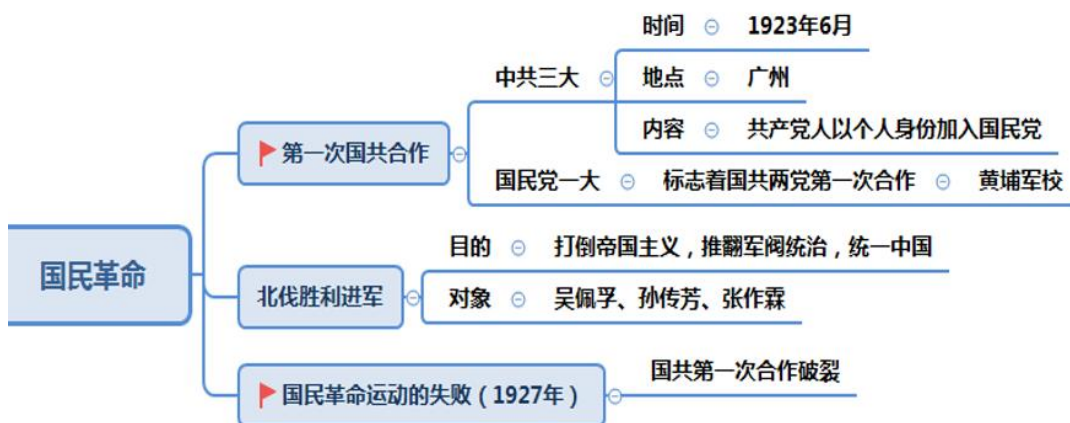 国民革命
第一次国共合作
中共三大
时间
1923年6月
地点
广州
内容
共产党人以个人身份加入国民党
国民党一大
标志着国共两党第一次合作
黄埔军校
北伐胜利进军
目的
打倒帝国主义，推翻军阀统治，统一中国
对象
吴佩孚、孙传芳、张作霖
国民革命运动的失败（1927年）
国共第一次合作破裂